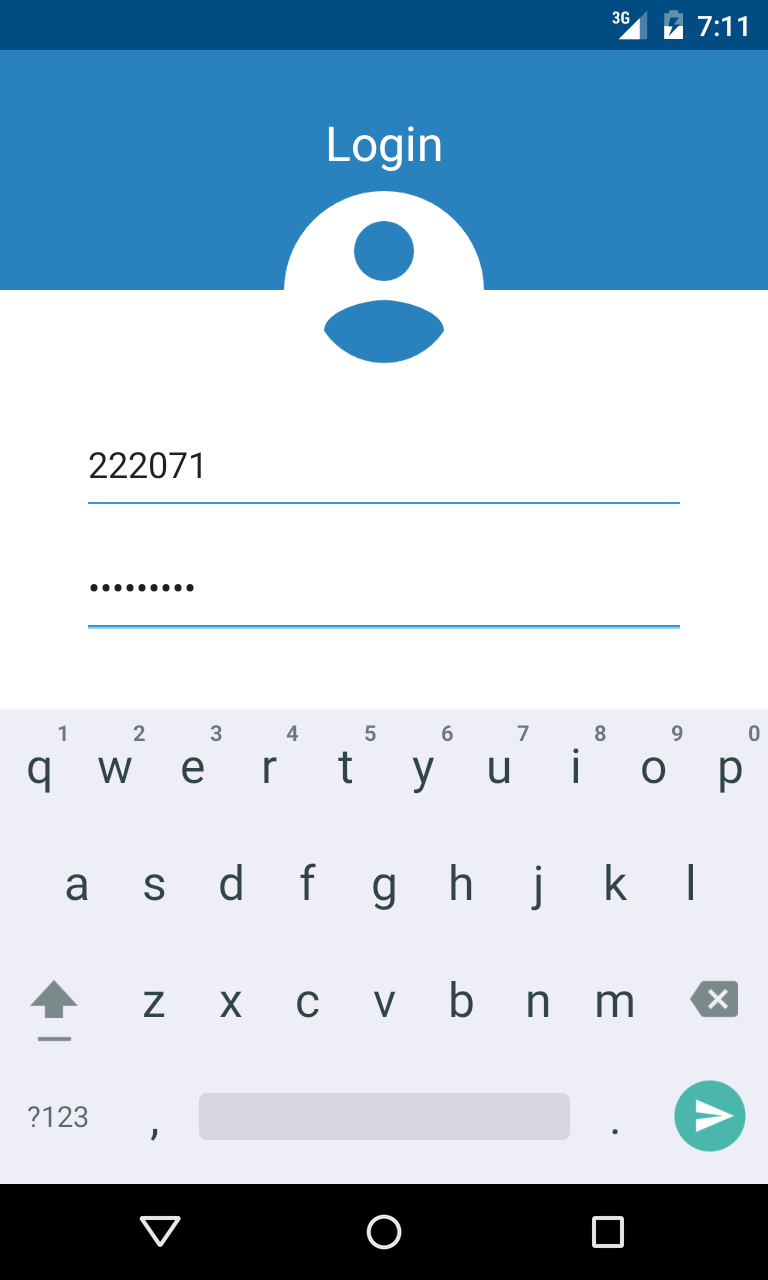 3G 7:11
Login
222071
•••••••••
1 2 3 4 5 6 7 8 9 0
q w e r t y u i o p
a s d f g h j k l
z x c v b n m
?123 , .